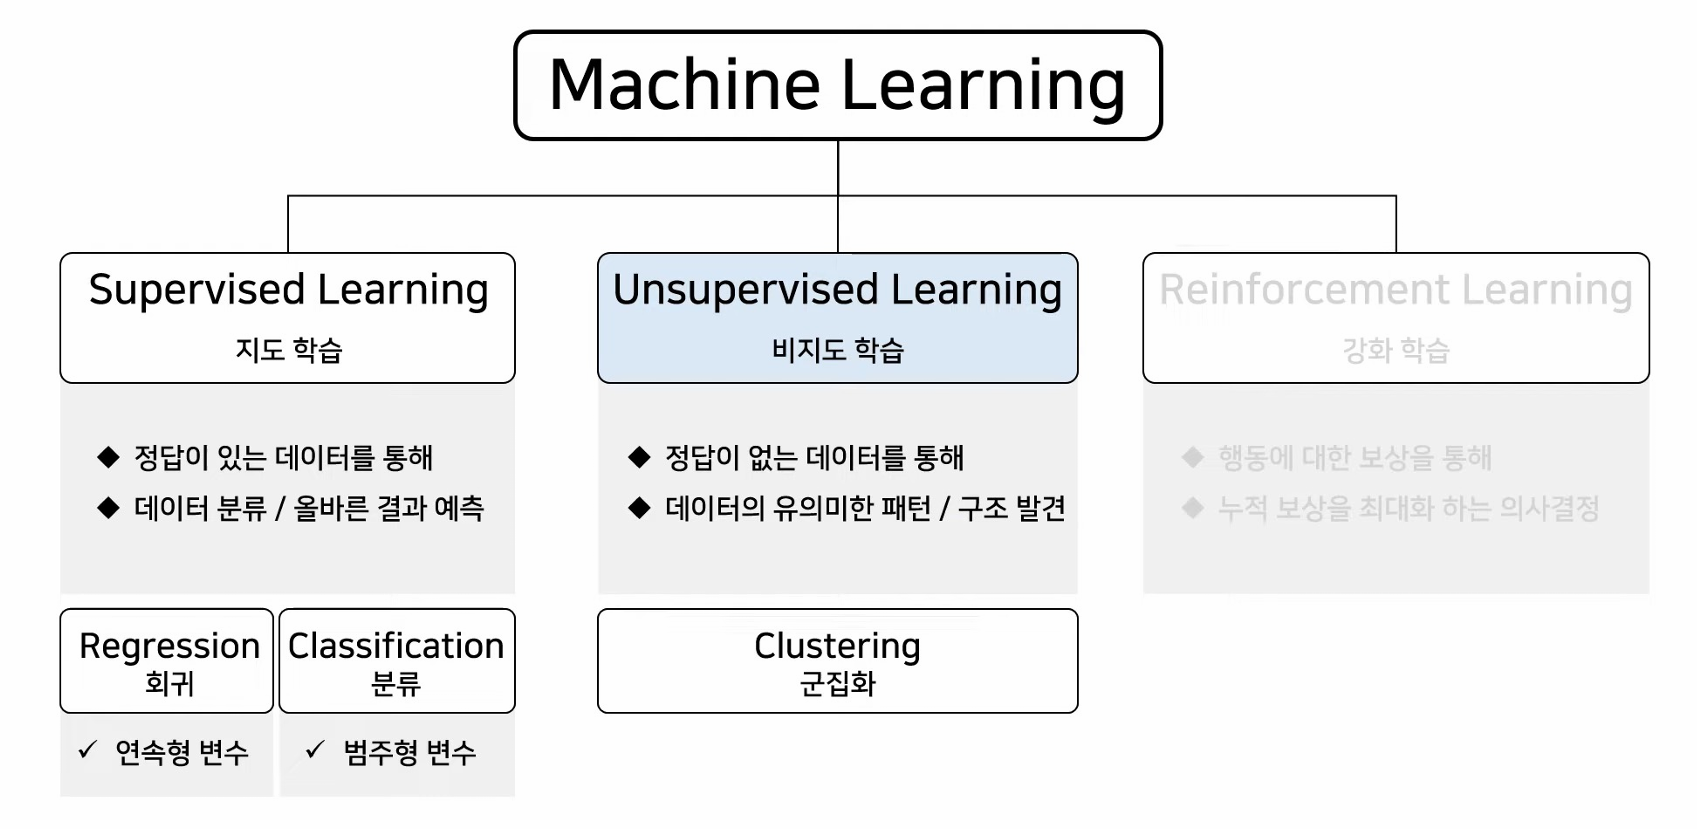 Machine Learning
Supervised Learning
지도 학습
◆ 정답이 있는 데이터를 통해
◆ 데이터 분류 / 올바른 결과 예측
Regression
회귀
✓ 연속형 변수
Classification
분류
✓ 범주형 변수
Unsupervised Learning
비지도 학습
◆ 정답이 없는 데이터를 통해
◆ 데이터의 유의미한 패턴 / 구조 발견
Clustering
군집화
Reinforcement Learning
강화 학습
◆ 행동에 대한 보상을 통해
◆ 누적 보상을 최대화 하는 의사결정